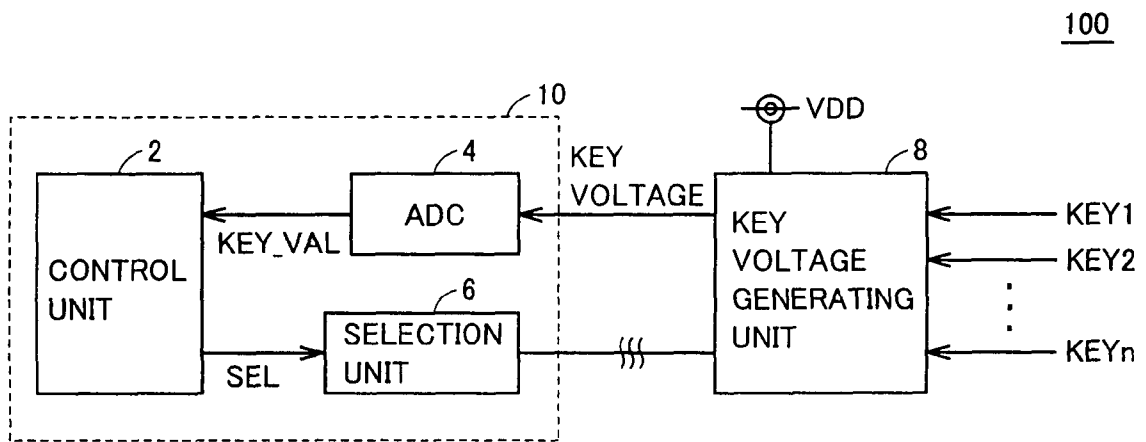 100
10
VDD
2
4
KEY
VOLTAGE
8
ADC
KEY_VAL
KEY
VOLTAGE
GENERATING
UNIT
KEY1
KEY2
KEYn
CONTROL
UNIT
6
SELECTION
UNIT
SEL